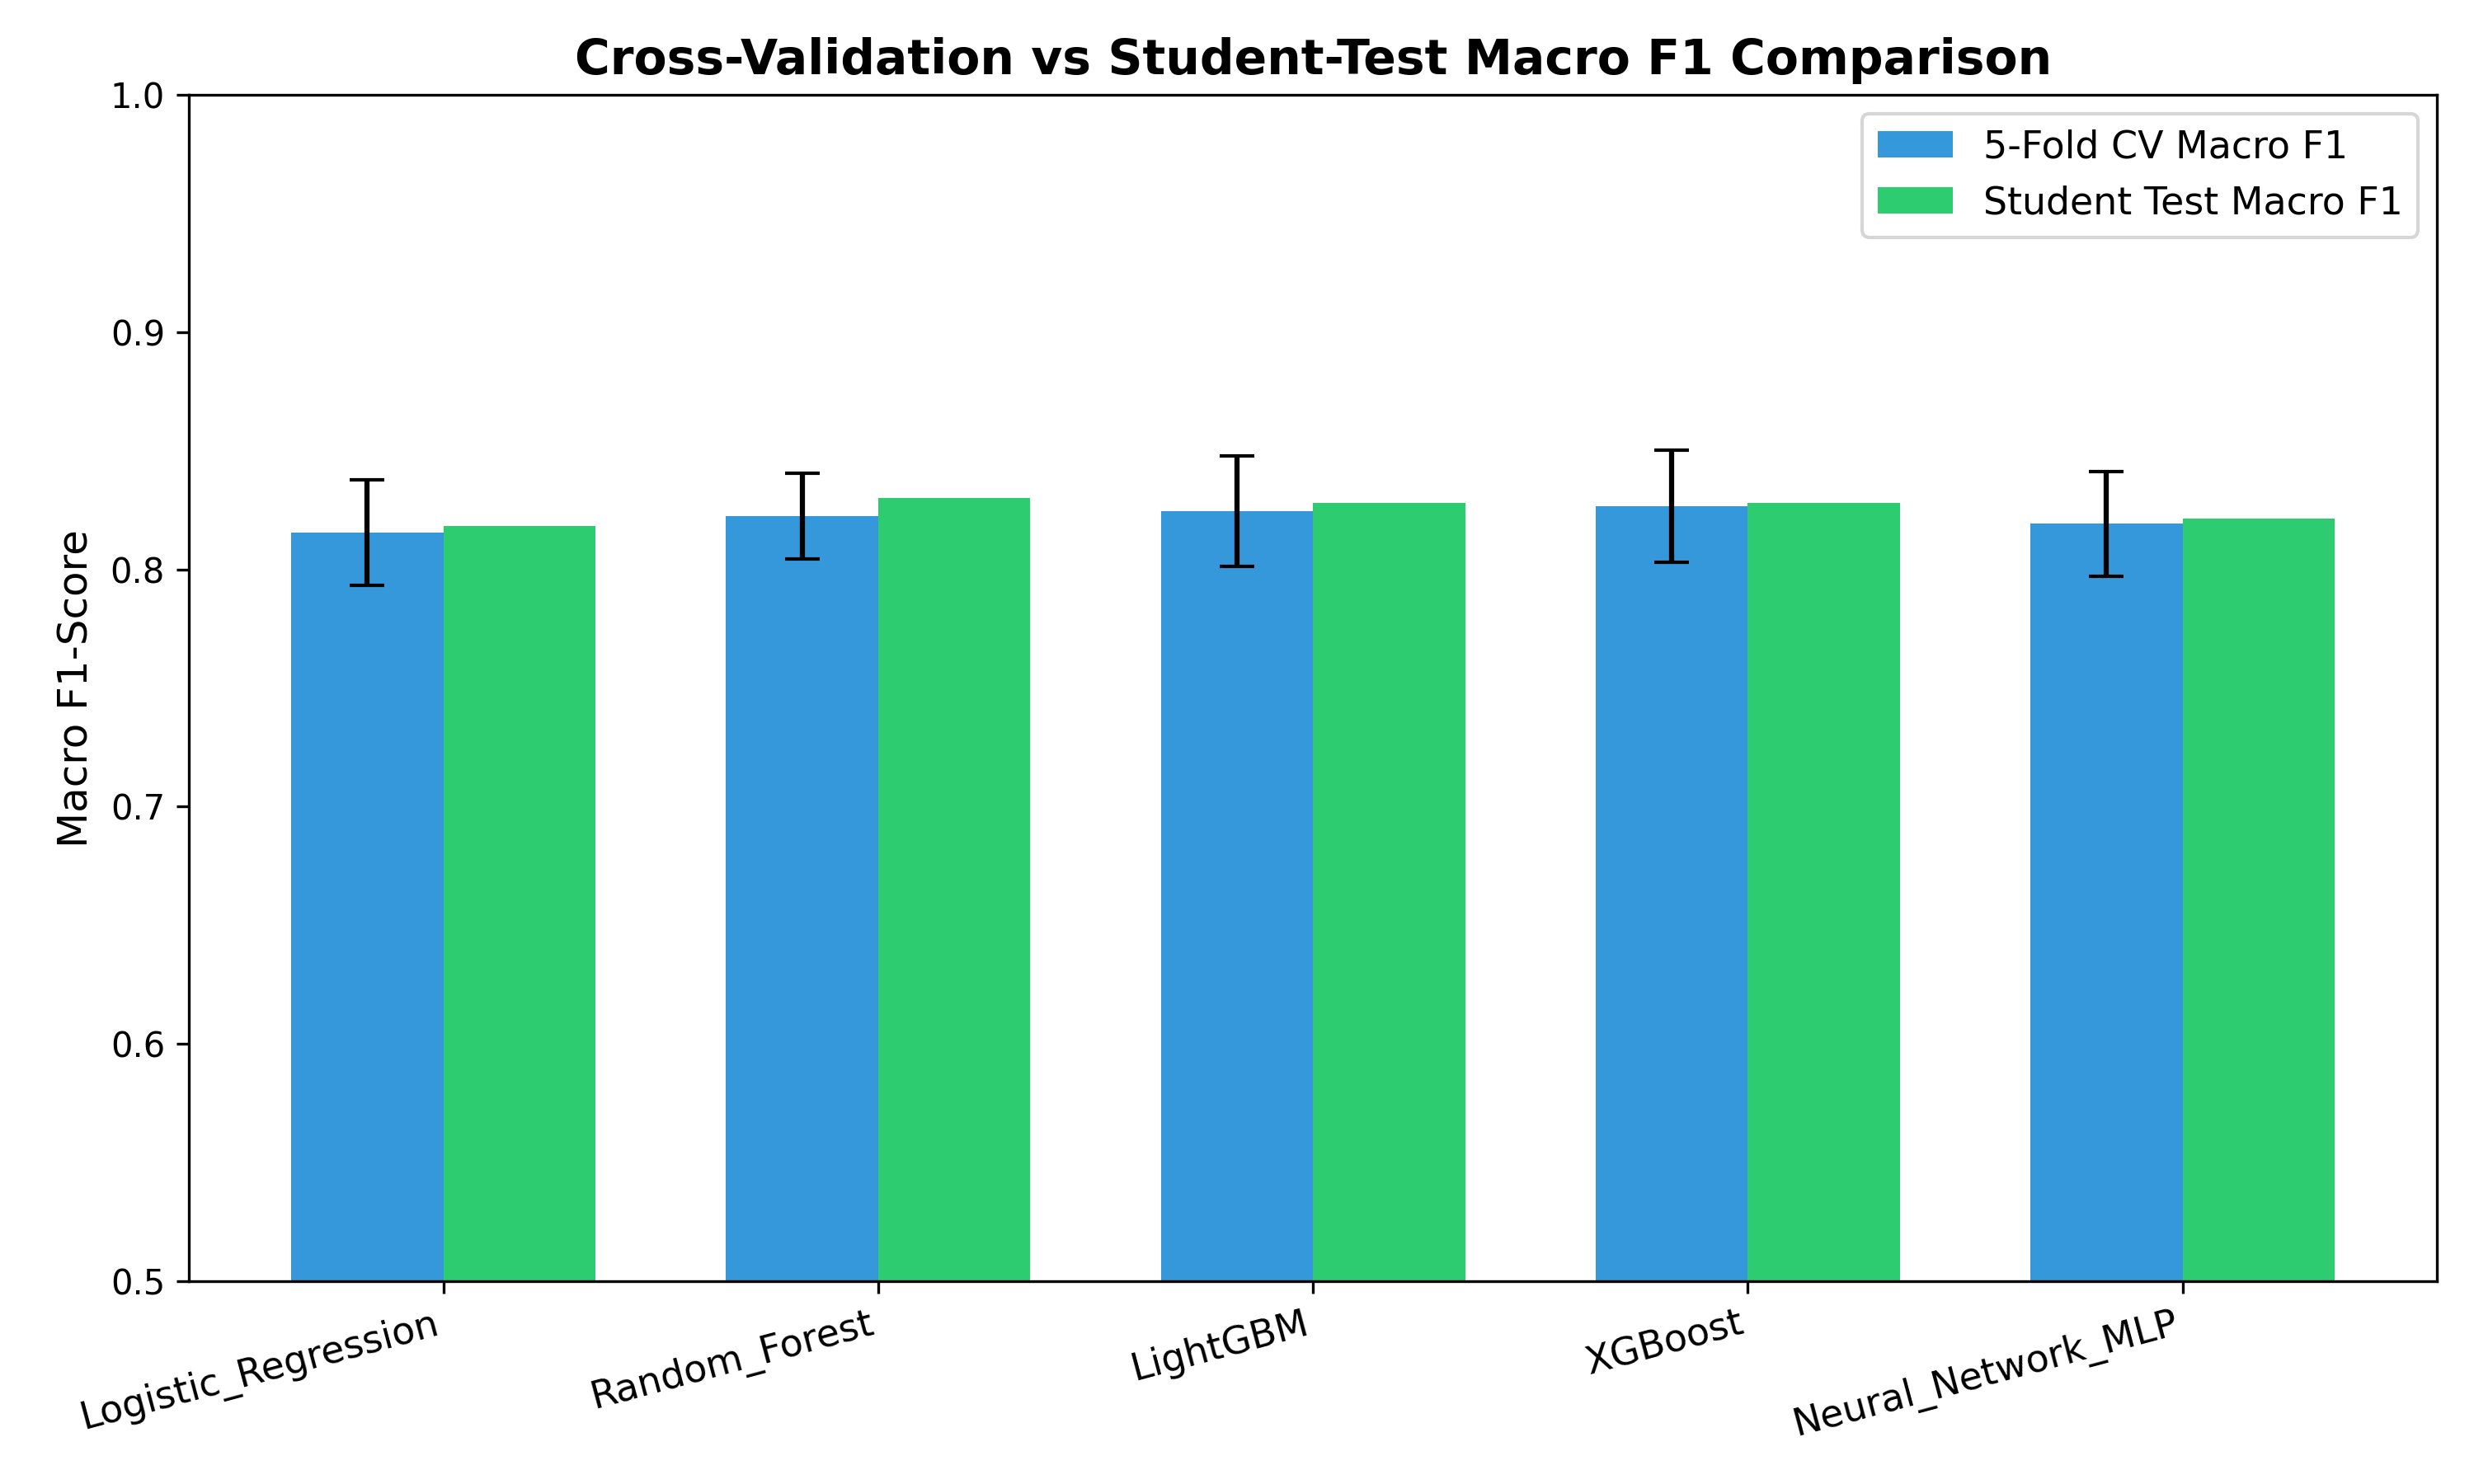 Cross-Validation vs Student-Test Macro F1 Comparison
5-Fold CV Macro F1
Student Test Macro F1
Macro F1-Score
1.0
0.9
0.8
0.7
0.6
0.5
Logistic_Regression
Random_Forest
LightGBM
XGBoost
Neural_Network_MLP